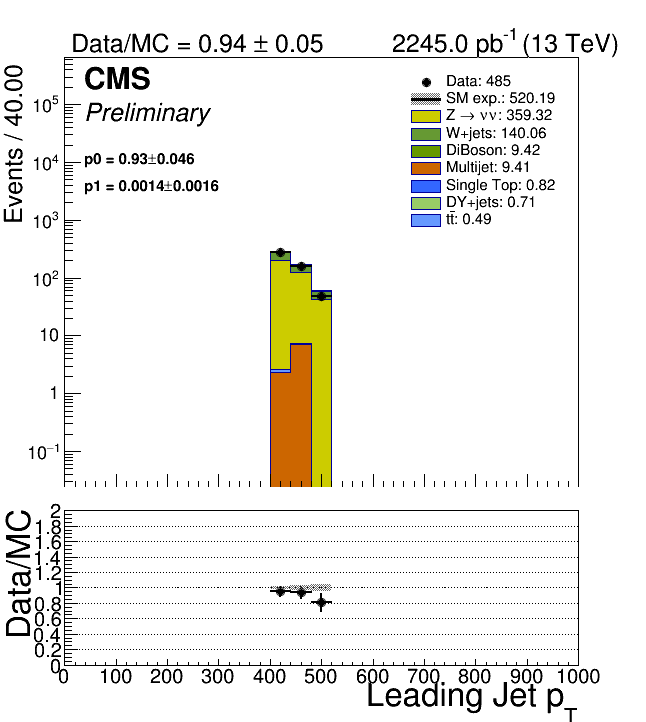 Data/MC = 0.94 ± 0.05
2245.0 pb⁻¹ (13 TeV)
CMS
Preliminary
p0 = 0.93±0.046
p1 = 0.0014±0.0016
Data: 485
SM exp.: 520.19
Z → νν: 359.32
W+jets: 140.06
DiBoson: 9.42
Multijet: 9.41
Single Top: 0.82
DY+jets: 0.71
tt̄: 0.49
Events / 40.00
10⁵
10⁴
10³
10²
10
1
10⁻¹
Data/MC
2
1.8
1.6
1.4
1.2
1
0.8
0.6
0.4
0.2
0
0 100 200 300 400 500 600 700 800 900 1000
Leading Jet p_T